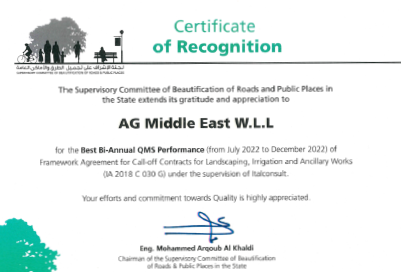 Certificate
of Recognition
لجنة الإشراف على تجميل الطرق والأماكن العامة
SUPERVISORY COMMITTEE OF BEAUTIFICATION OF ROADS & PUBLIC PLACES
The Supervisory Committee of Beautification of Roads and Public Places in
the State extends its gratitude and appreciation to
AG Middle East W.L.L
for the Best Bi-Annual QMS Performance (from July 2022 to December 2022) of
Framework Agreement for Call-off Contracts for Landscaping, Irrigation and Ancillary Works
(IA 2018 C 030 G) under the supervision of Italconsult.
Your efforts and commitment towards Quality is highly appreciated.
Eng. Mohammed Arqoub Al Khaldi
Chairman of the Supervisory Committee of Beautification
of Roads & Public Places in the State